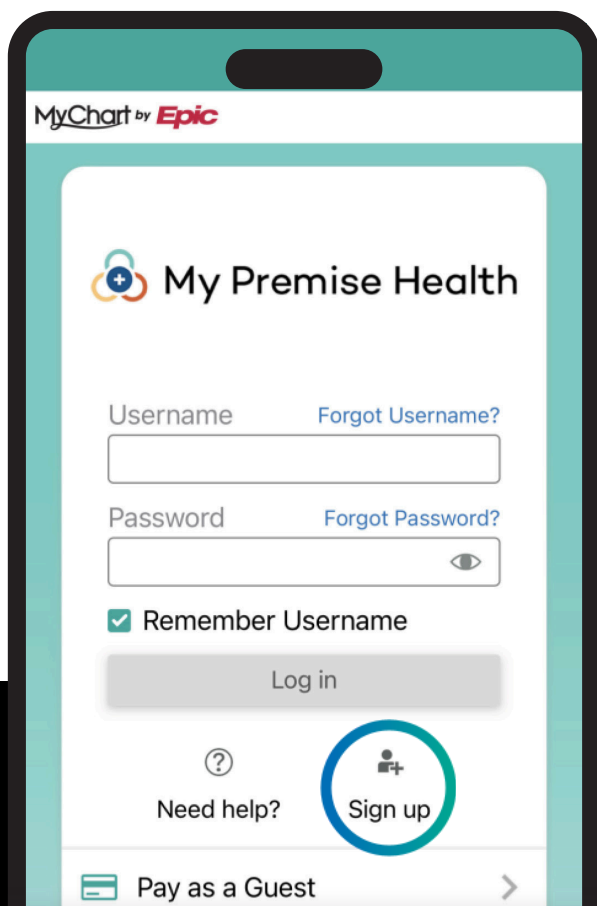 MyChart by Epic
My Premise Health
Username Forgot Username?
Password Forgot Password?
Remember Username
Log in
Need help? Sign up
Pay as a Guest